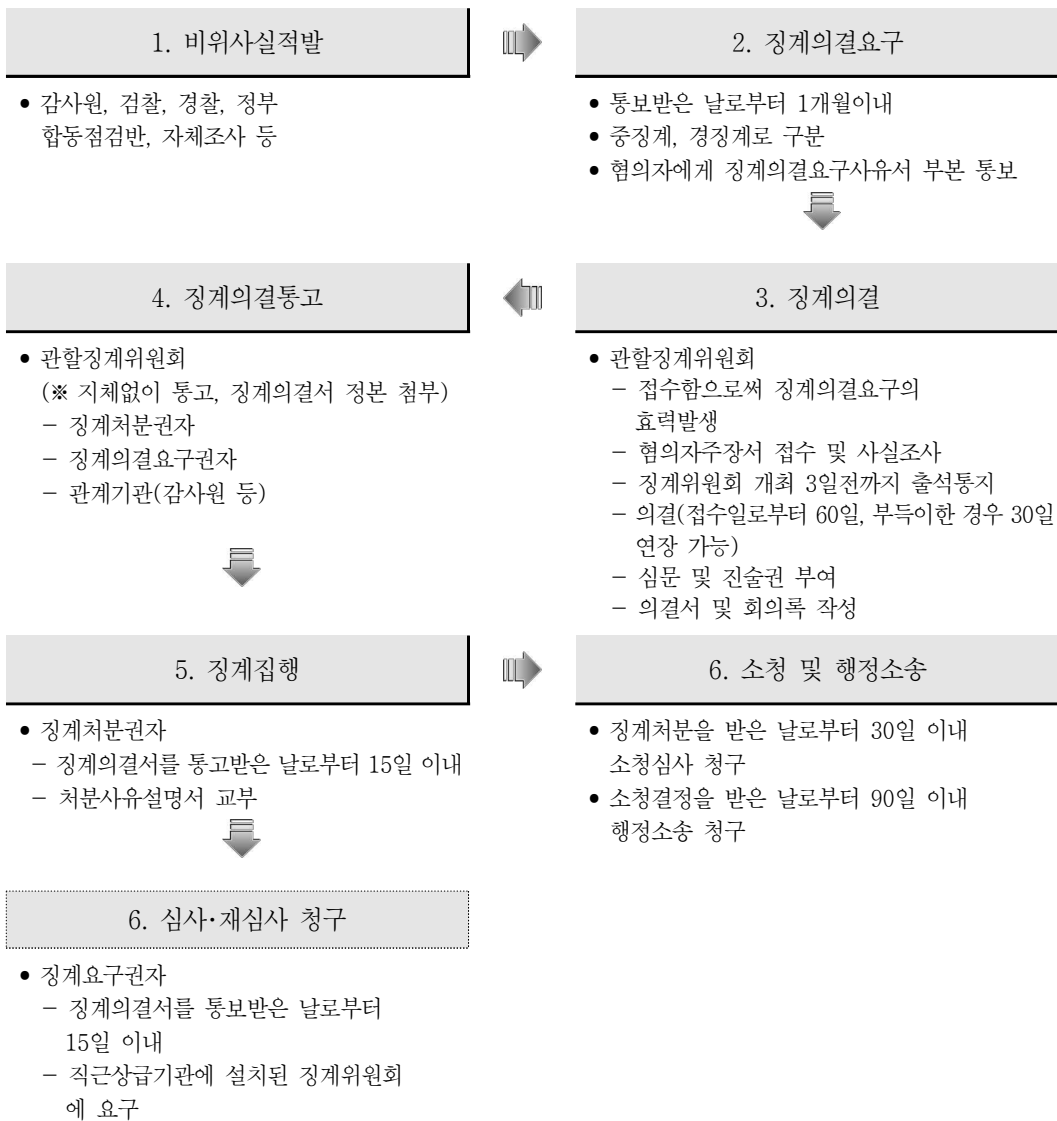 1. 비위사실적발
● 감사원, 검찰, 경찰, 정부
합동점검반, 자체조사 등
2. 징계의결요구
● 통보받은 날로부터 1개월이내
● 중징계, 경징계로 구분
● 혐의자에게 징계의결요구사유서 부본 통보
3. 징계의결
● 관할징계위원회
- 접수함으로써 징계의결요구의
효력발생
- 혐의자주장서 접수 및 사실조사
- 징계위원회 개최 3일전까지 출석통지
- 의결(접수일로부터 60일, 부득이한 경우 30일
연장 가능)
- 심문 및 진술권 부여
- 의결서 및 회의록 작성
4. 징계의결통고
● 관할징계위원회
(※ 지체없이 통고, 징계의결서 정본 첨부)
- 징계처분권자
- 징계의결요구권자
- 관계기관(감사원 등)
5. 징계집행
● 징계처분권자
- 징계의결서를 통고받은 날로부터 15일 이내
- 처분사유설명서 교부
6. 소청 및 행정소송
● 징계처분을 받은 날로부터 30일 이내
소청심사 청구
● 소청결정을 받은 날로부터 90일 이내
행정소송 청구
6. 심사·재심사 청구
● 징계요구권자
- 징계의결서를 통보받은 날로부터
15일 이내
- 직근상급기관에 설치된 징계위원회
에 요구